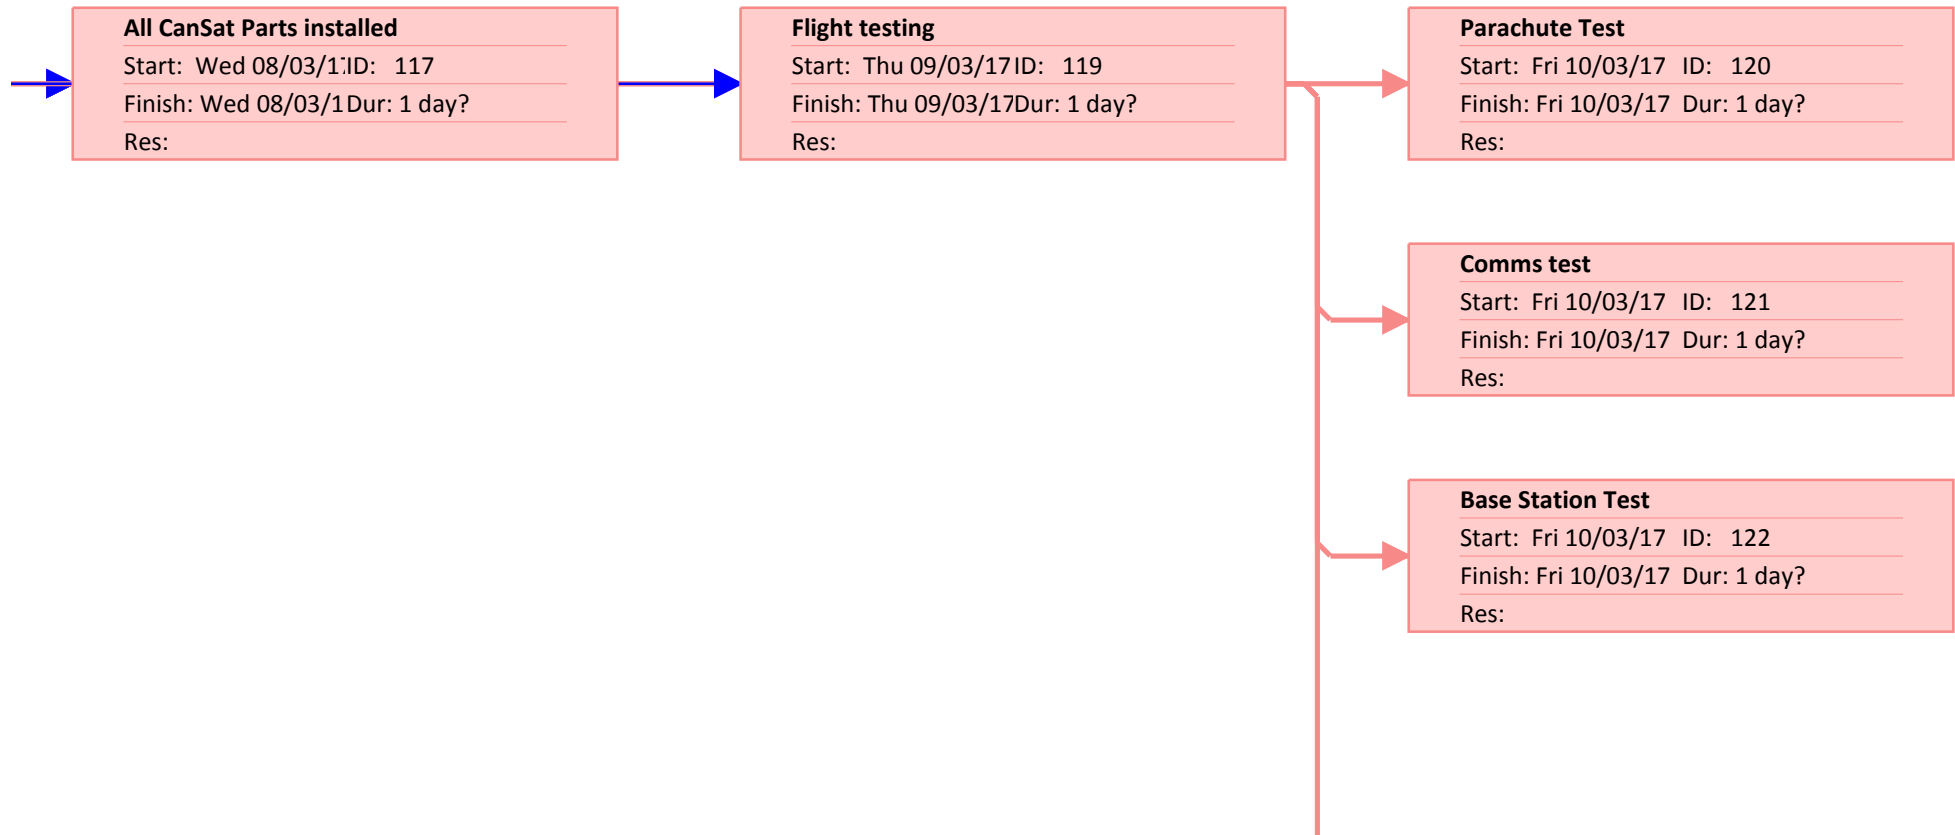 All CanSat Parts installed
Start: Wed 08/03/17 ID: 117
Finish: Wed 08/03/1 Dur: 1 day?
Res:
Flight testing
Start: Thu 09/03/17 ID: 119
Finish: Thu 09/03/17 Dur: 1 day?
Res:
Parachute Test
Start: Fri 10/03/17 ID: 120
Finish: Fri 10/03/17 Dur: 1 day?
Res:
Comms test
Start: Fri 10/03/17 ID: 121
Finish: Fri 10/03/17 Dur: 1 day?
Res:
Base Station Test
Start: Fri 10/03/17 ID: 122
Finish: Fri 10/03/17 Dur: 1 day?
Res: